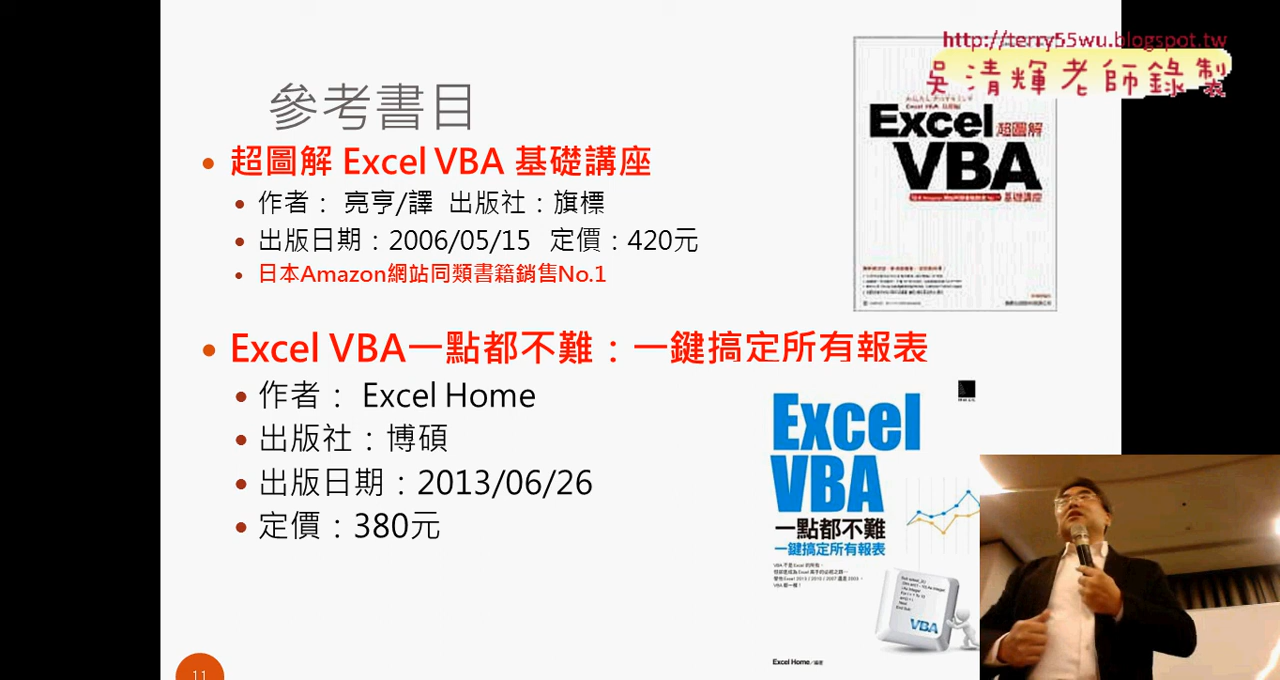 http://terry55wu.blogspot.tw
吳清輝老師錄製
參考書目
超圖解 Excel VBA 基礎講座
作者： 亮亨/譯 出版社：旗標
出版日期：2006/05/15 定價：420元
日本Amazon網站同類書籍銷售No.1
Excel 超圖解
VBA
基礎講座
Excel VBA一點都不難：一鍵搞定所有報表
作者： Excel Home
出版社：博碩
出版日期：2013/06/26
定價：380元
Excel
VBA
一點都不難
一鍵搞定所有報表
VBA
Excel Home
11